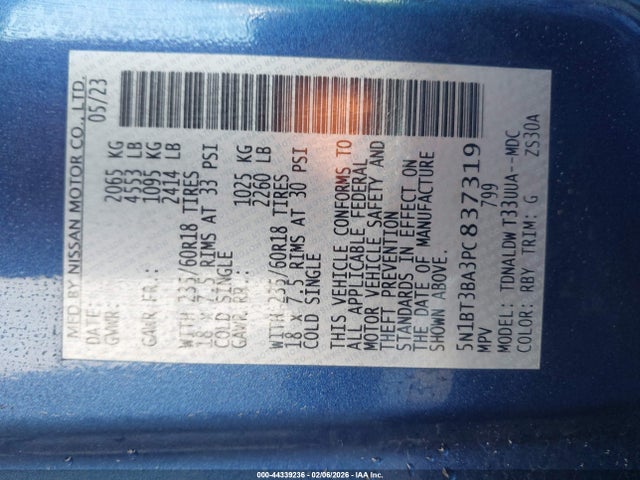 MFD BY NISSAN MOTOR CO., LTD.
DATE: 05/23
GVWR: 2065 KG
4553 LB
GAWR FR.: 1095 KG
2414 LB
WITH 235/60R18 TIRES
18 X 7.5 RIMS AT 33 PSI
COLD SINGLE
GAWR RR.: 1025 KG
2260 LB
WITH 235/60R18 TIRES
18 X 7.5 RIMS AT 30 PSI
COLD SINGLE
THIS VEHICLE CONFORMS TO
ALL APPLICABLE FEDERAL
MOTOR VEHICLE SAFETY AND
THEFT PREVENTION
STANDARDS IN EFFECT ON
THE DATE OF MANUFACTURE
SHOWN ABOVE.
5N1BT3BA3PC837319
MPV 799
MODEL: TDNALDW T33UUA--MDC
COLOR: RBY TRIM: G ZS30A
000-44339236 - 02/06/2026 - IAA, Inc.